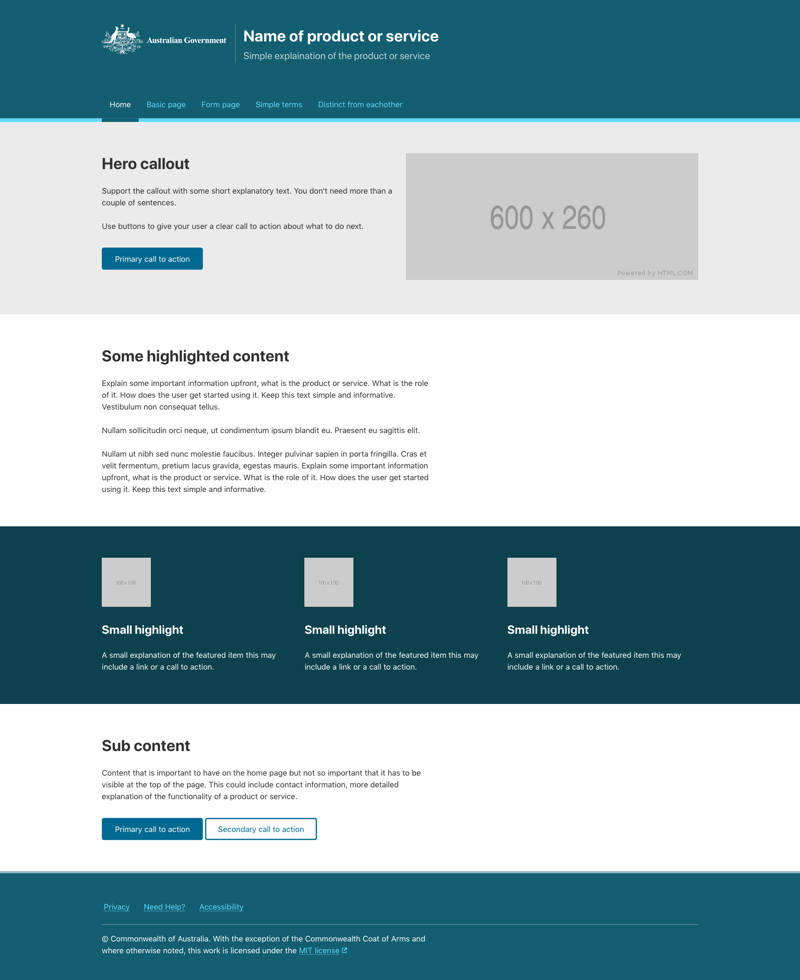 Australian Government
Name of product or service
Simple explaination of the product or service
Home
Basic page
Form page
Simple terms
Distinct from eachother
Hero callout
Support the callout with some short explanatory text. You don't need more than a
couple of sentences.
Use buttons to give your user a clear call to action about what to do next.
Primary call to action
600 x 260
Powered by HTML.COM
Some highlighted content
Explain some important information upfront, what is the product or service. What is the role
of it. How does the user get started using it. Keep this text simple and informative.
Vestibulum non consequat tellus.
Nullam sollicitudin orci neque, ut condimentum ipsum blandit eu. Praesent eu sagittis elit.
Nullam ut nibh sed nunc molestie faucibus. Integer pulvinar sapien in porta fringilla. Cras et
velit fermentum, pretium lacus gravida, egestas mauris. Explain some important information
upfront, what is the product or service. What is the role of it. How does the user get started
using it. Keep this text simple and informative.
100 x 100
100 x 100
100 x 100
Small highlight
Small highlight
Small highlight
A small explanation of the featured item this may
include a link or a call to action.
A small explanation of the featured item this may
include a link or a call to action.
A small explanation of the featured item this may
include a link or a call to action.
Sub content
Content that is important to have on the home page but not so important that it has to be
visible at the top of the page. This could include contact information, more detailed
explanation of the functionality of a product or service.
Primary call to action
Secondary call to action
Privacy
Need Help?
Accessibility
© Commonwealth of Australia. With the exception of the Commonwealth Coat of Arms and
where otherwise noted, this work is licensed under the MIT license